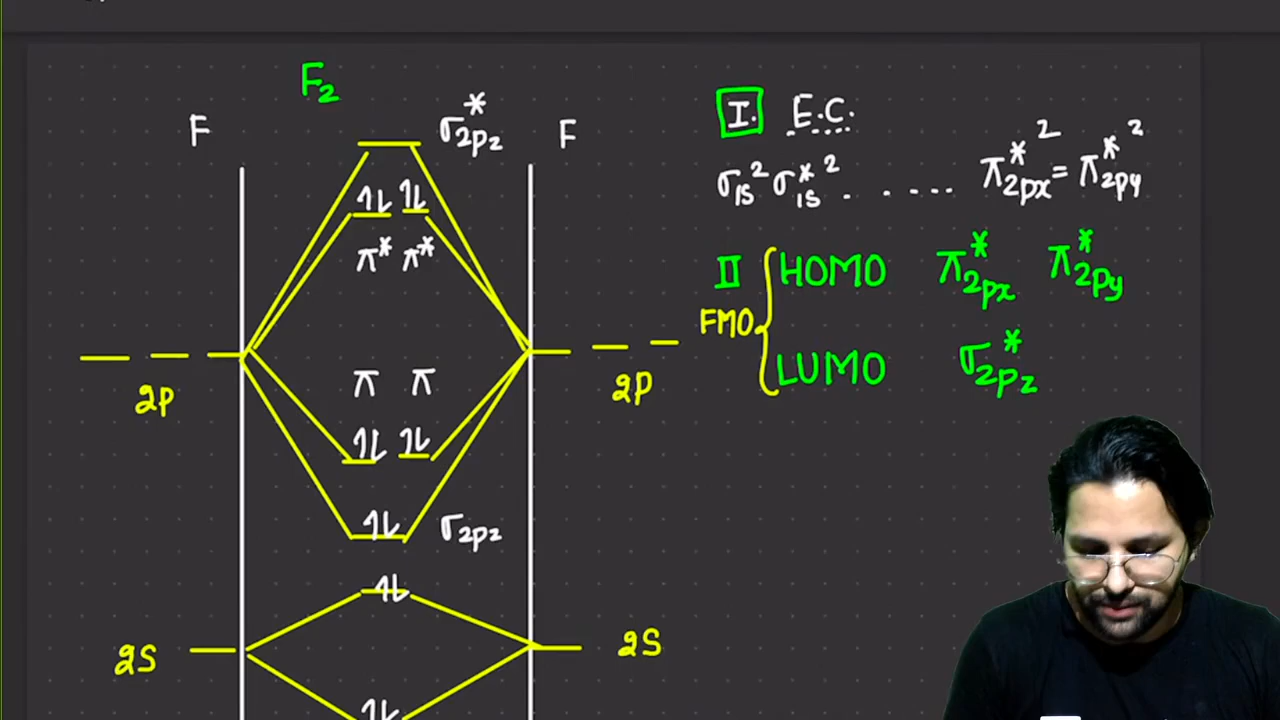 F₂
F
σ*2pz
F
⥮ ⥮
π* π*
2p
2p
π π
⥮ ⥮
⥮
σ2pz
⥮
2S
2S
⥮
I. E.C.
σ1S² σ*1S² . . .... π*2px² = π*2py²
II HOMO π*2px π*2py
FMO
LUMO σ*2pz